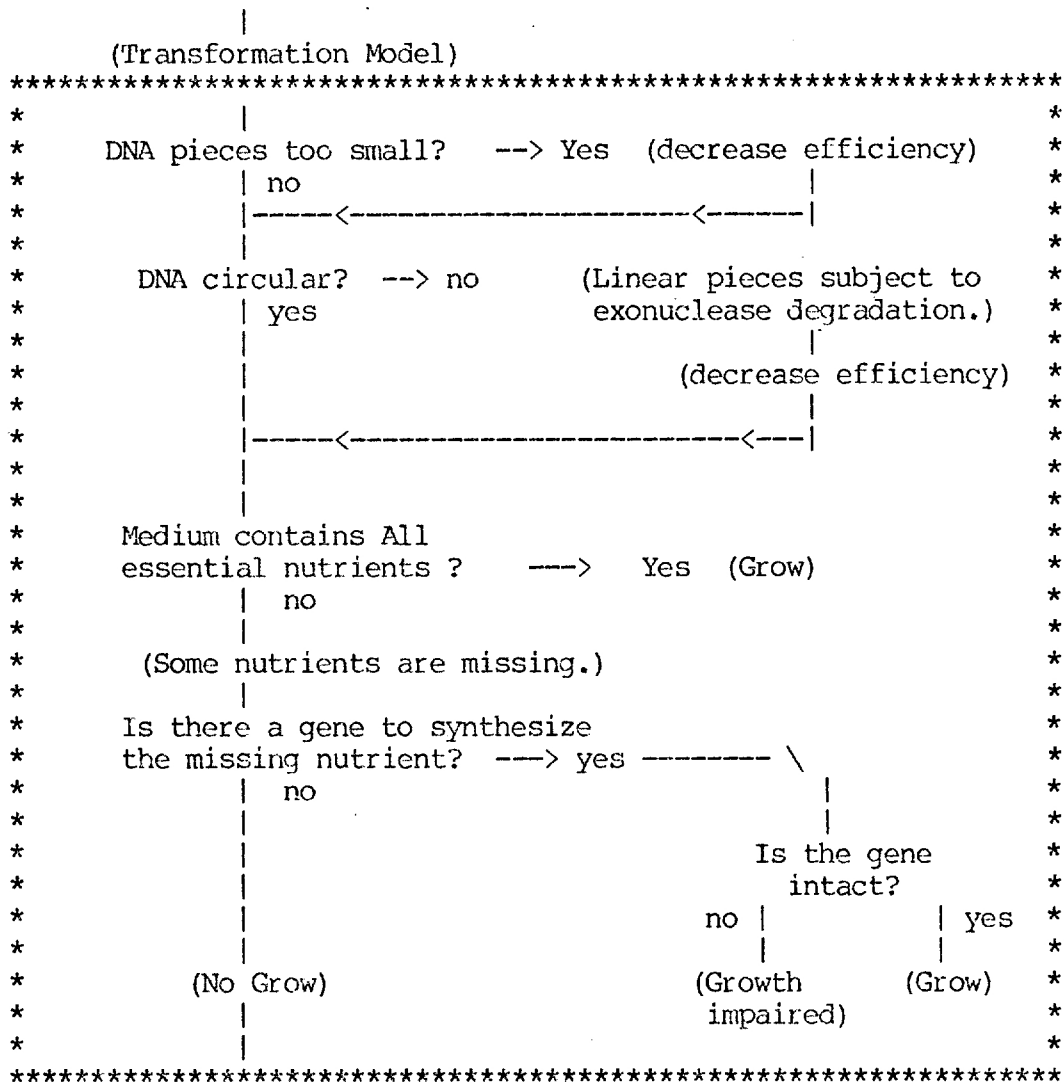 (Transformation Model)
DNA pieces too small? --> Yes (decrease efficiency)
no
DNA circular? --> no (Linear pieces subject to
yes exonuclease degradation.)
(decrease efficiency)
Medium contains All
essential nutrients ? ---> Yes (Grow)
no
(Some nutrients are missing.)
Is there a gene to synthesize
the missing nutrient? ---> yes -------- \
no
Is the gene
intact?
no | | yes
(No Grow) (Growth (Grow)
impaired)